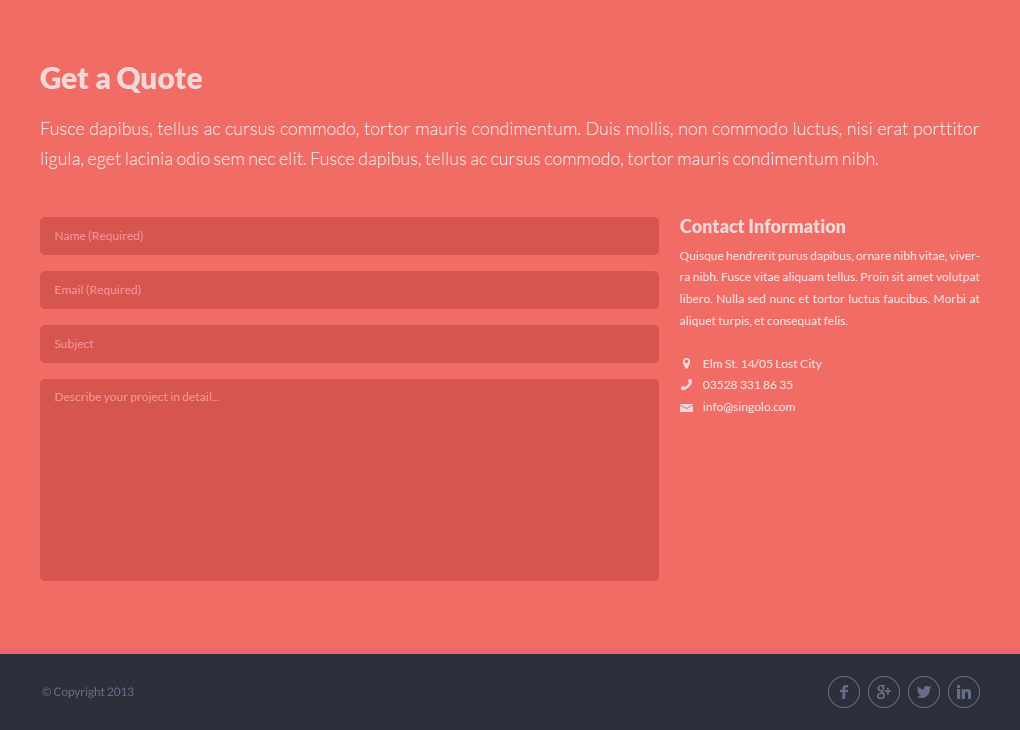 Get a Quote
Fusce dapibus, tellus ac cursus commodo, tortor mauris condimentum. Duis mollis, non commodo luctus, nisi erat porttitor
ligula, eget lacinia odio sem nec elit. Fusce dapibus, tellus ac cursus commodo, tortor mauris condimentum nibh.
Name (Required)
Email (Required)
Subject
Describe your project in detail...
Contact Information
Quisque hendrerit purus dapibus, ornare nibh vitae, viver-
ra nibh. Fusce vitae aliquam tellus. Proin sit amet volutpat
libero. Nulla sed nunc et tortor luctus faucibus. Morbi at
aliquet turpis, et consequat felis.
Elm St. 14/05 Lost City
03528 331 86 35
info@singolo.com
© Copyright 2013